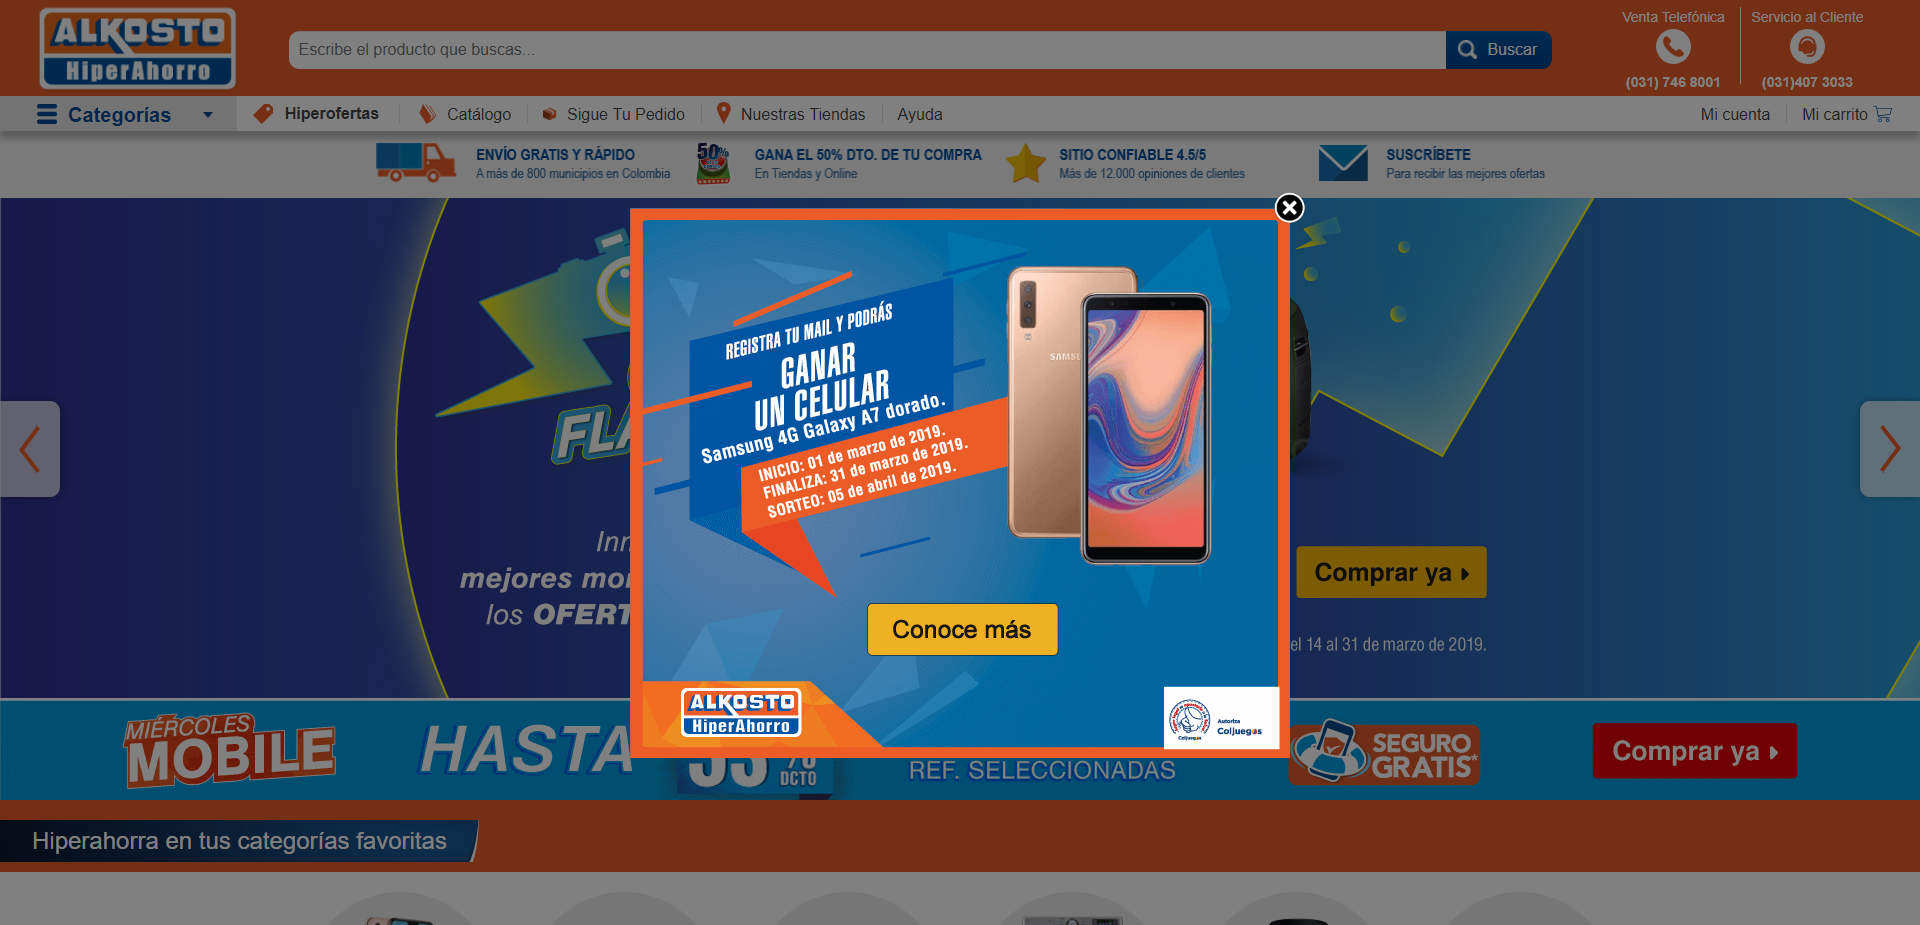 ALKOSTO
HiperAhorro
Escribe el producto que buscas...
Buscar
Venta Telefónica
(031) 746 8001
Servicio al Cliente
(031)407 3033
Categorías
Hiperofertas
Catálogo
Sigue Tu Pedido
Nuestras Tiendas
Ayuda
Mi cuenta
Mi carrito
ENVÍO GRATIS Y RÁPIDO
A más de 800 municipios en Colombia
50%
GANA EL 50% DTO. DE TU COMPRA
En Tiendas y Online
SITIO CONFIABLE 4.5/5
Más de 12.000 opiniones de clientes
SUSCRÍBETE
Para recibir las mejores ofertas
REGISTRA TU MAIL Y PODRÁS
GANAR
UN CELULAR
Samsung 4G Galaxy A7 dorado.
INICIO: 01 de marzo de 2019.
FINALIZA: 31 de marzo de 2019.
SORTEO: 05 de abril de 2019.
Conoce más
ALKOSTO
HiperAhorro
Autoriza
Coljuegos
Coljuegos
mejores
los
Comprar ya
el 14 al 31 de marzo de 2019.
MIÉRCOLES
MOBILE
HASTA
DCTO
REF. SELECCIONADAS
SEGURO
GRATIS*
Comprar ya
Hiperahorra en tus categorías favoritas